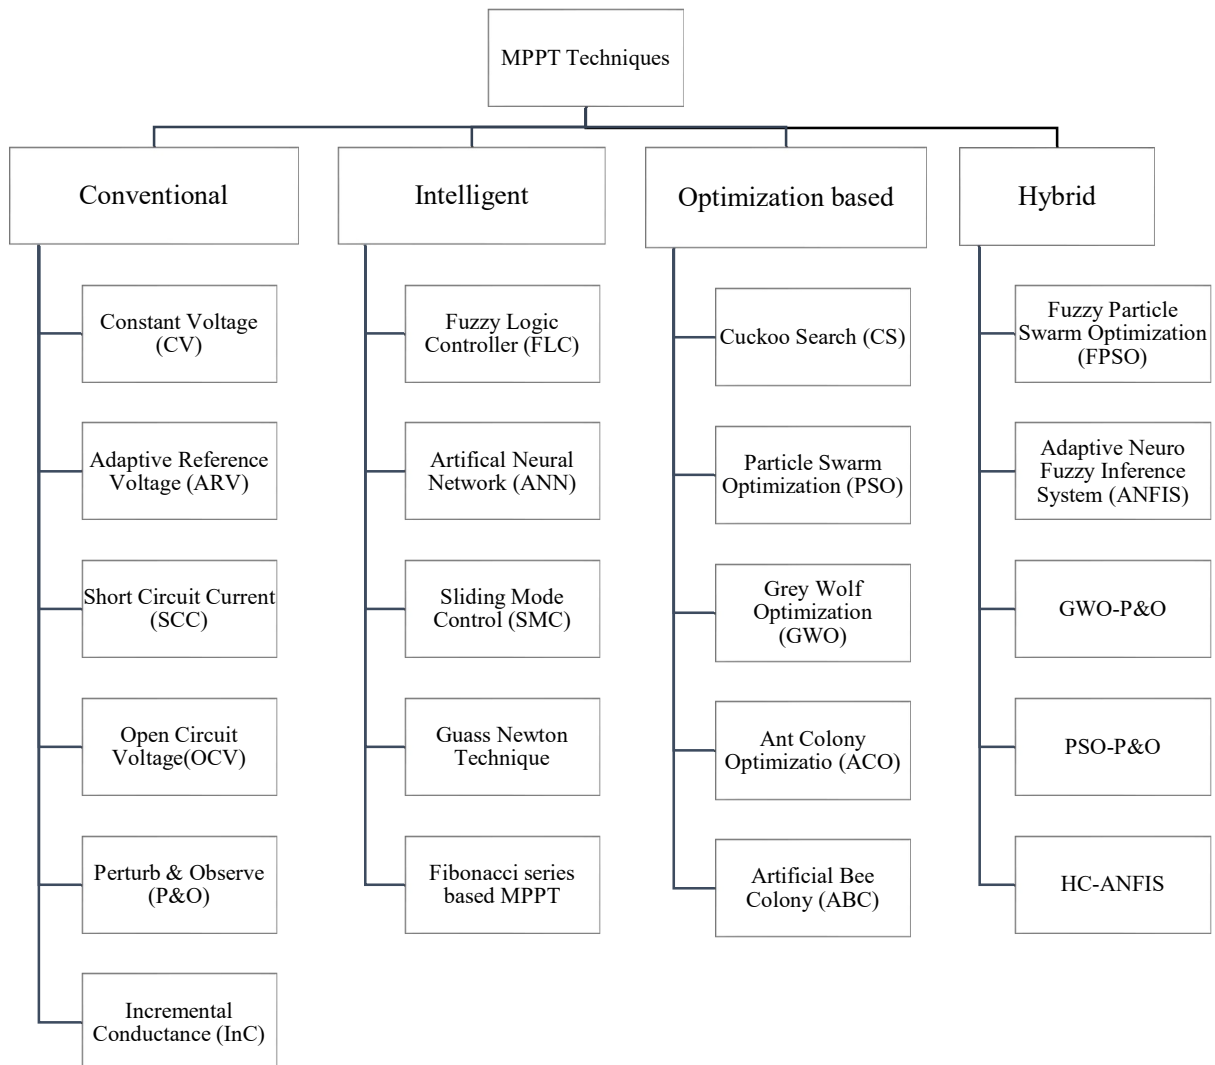 MPPT Techniques
Conventional
Intelligent
Optimization based
Hybrid
Constant Voltage
(CV)
Adaptive Reference
Voltage (ARV)
Short Circuit Current
(SCC)
Open Circuit
Voltage(OCV)
Perturb & Observe
(P&O)
Incremental
Conductance (InC)
Fuzzy Logic
Controller (FLC)
Artifical Neural
Network (ANN)
Sliding Mode
Control (SMC)
Guass Newton
Technique
Fibonacci series
based MPPT
Cuckoo Search (CS)
Particle Swarm
Optimization (PSO)
Grey Wolf
Optimization
(GWO)
Ant Colony
Optimizatio (ACO)
Artificial Bee
Colony (ABC)
Fuzzy Particle
Swarm Optimization
(FPSO)
Adaptive Neuro
Fuzzy Inference
System (ANFIS)
GWO-P&O
PSO-P&O
HC-ANFIS